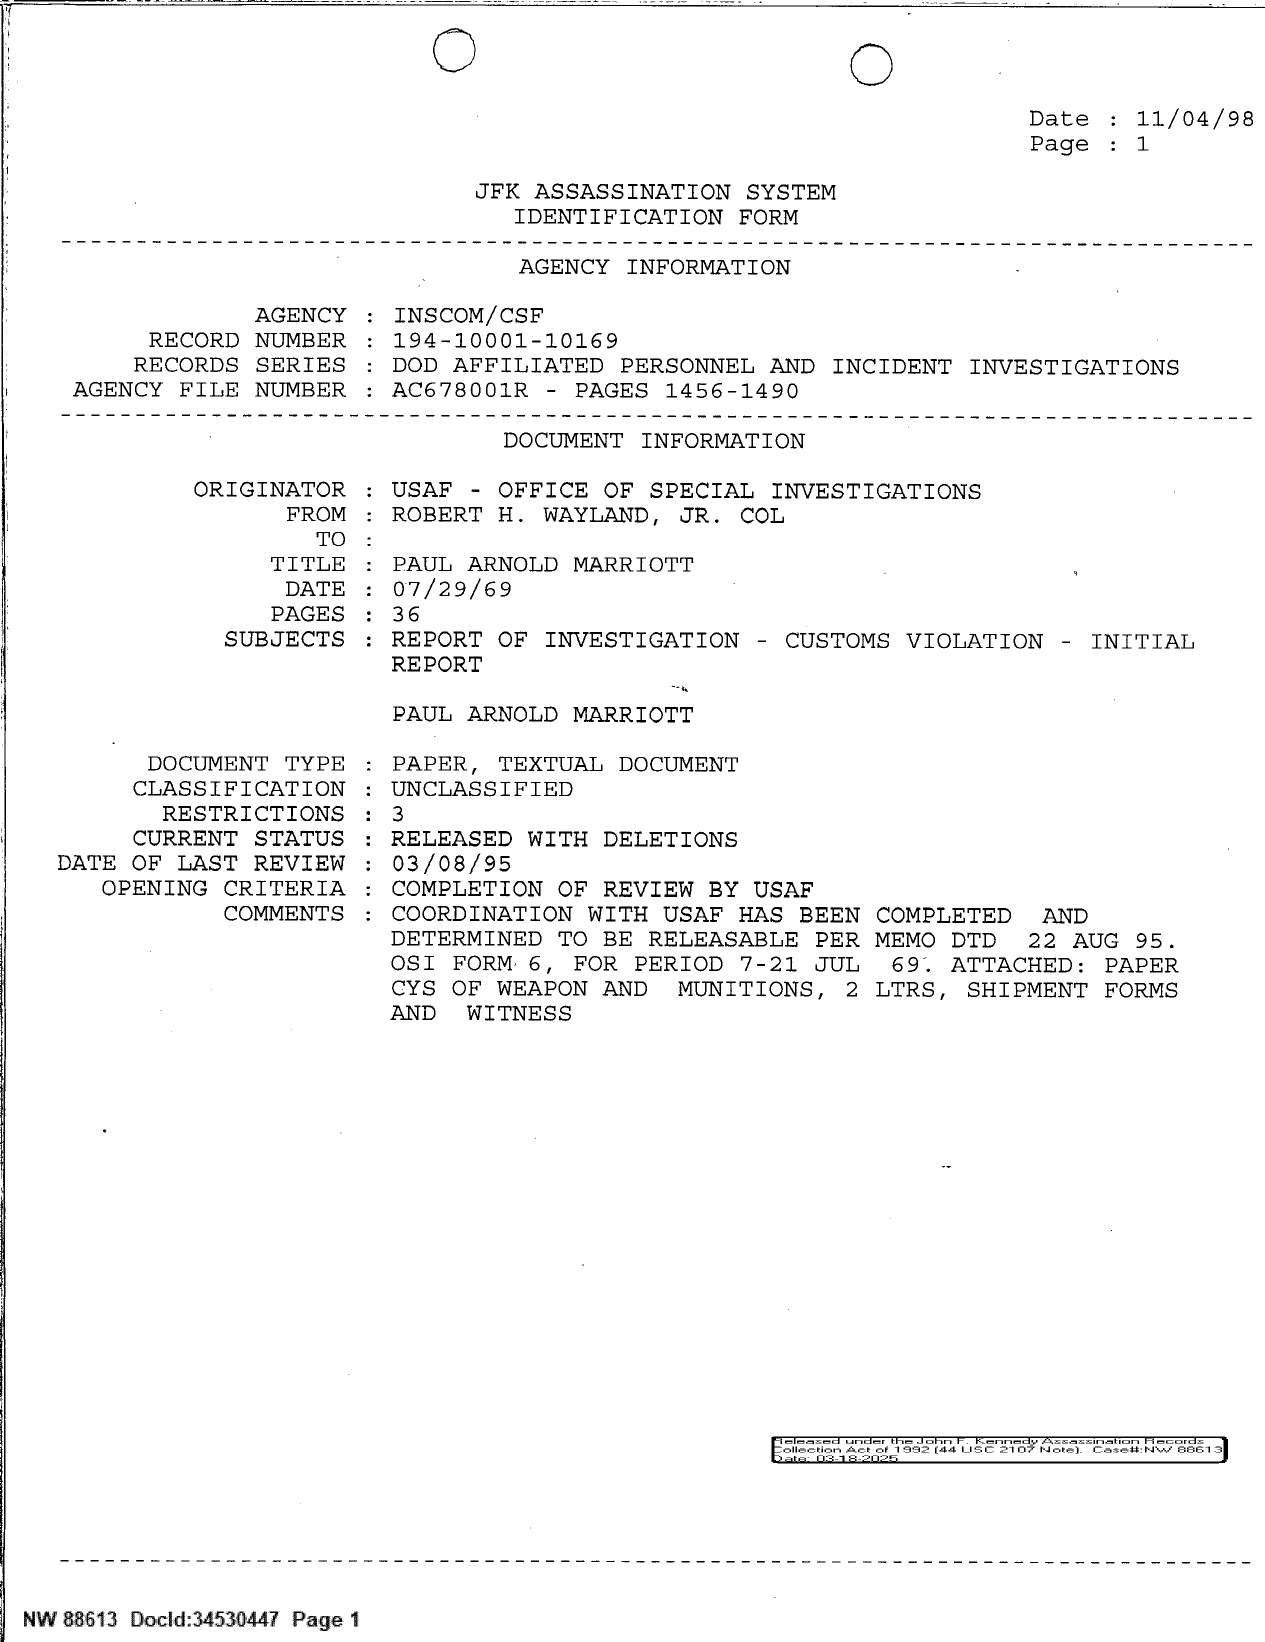 Date : 11/04/98
Page : 1
JFK ASSASSINATION SYSTEM
IDENTIFICATION FORM
AGENCY INFORMATION
AGENCY : INSCOM/CSF
RECORD NUMBER : 194-10001-10169
RECORDS SERIES : DOD AFFILIATED PERSONNEL AND INCIDENT INVESTIGATIONS
AGENCY FILE NUMBER : AC678001R - PAGES 1456-1490
DOCUMENT INFORMATION
ORIGINATOR : USAF - OFFICE OF SPECIAL INVESTIGATIONS
FROM : ROBERT H. WAYLAND, JR. COL
TO :
TITLE : PAUL ARNOLD MARRIOTT
DATE : 07/29/69
PAGES : 36
SUBJECTS : REPORT OF INVESTIGATION - CUSTOMS VIOLATION - INITIAL
REPORT
PAUL ARNOLD MARRIOTT
DOCUMENT TYPE : PAPER, TEXTUAL DOCUMENT
CLASSIFICATION : UNCLASSIFIED
RESTRICTIONS : 3
CURRENT STATUS : RELEASED WITH DELETIONS
DATE OF LAST REVIEW : 03/08/95
OPENING CRITERIA : COMPLETION OF REVIEW BY USAF
COMMENTS : COORDINATION WITH USAF HAS BEEN COMPLETED AND
DETERMINED TO BE RELEASABLE PER MEMO DTD 22 AUG 95.
OSI FORM 6, FOR PERIOD 7-21 JUL 69. ATTACHED: PAPER
CYS OF WEAPON AND MUNITIONS, 2 LTRS, SHIPMENT FORMS
AND WITNESS
Released under the John F. Kennedy Assassination Records
Collection Act of 1992 (44 USC 2107 Note). Case#:NW 88613
Date: 03-18-2025
NW 88613 DocId:34530447 Page 1